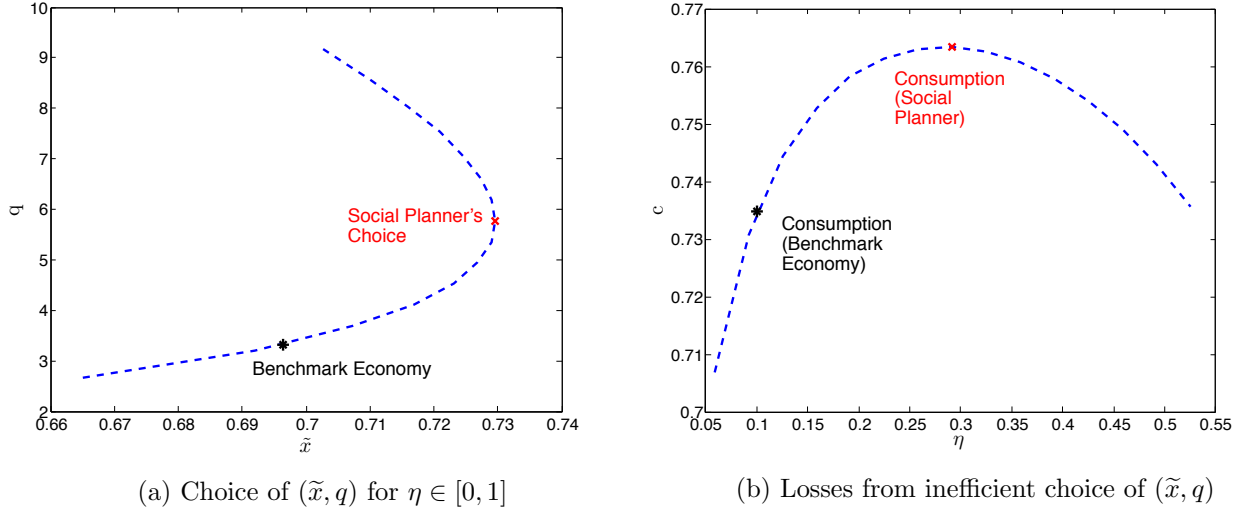 10
9
8
7
6
5
4
3
2
q
Social Planner's
Choice
Benchmark Economy
0.66 0.67 0.68 0.69 0.7 0.71 0.72 0.73 0.74
x̃
(a) Choice of (x̃, q) for η ∈ [0, 1]
0.77
0.76
0.75
0.74
0.73
0.72
0.71
0.7
c
Consumption
(Social
Planner)
Consumption
(Benchmark
Economy)
0.05 0.1 0.15 0.2 0.25 0.3 0.35 0.4 0.45 0.5 0.55
η
(b) Losses from inefficient choice of (x̃, q)